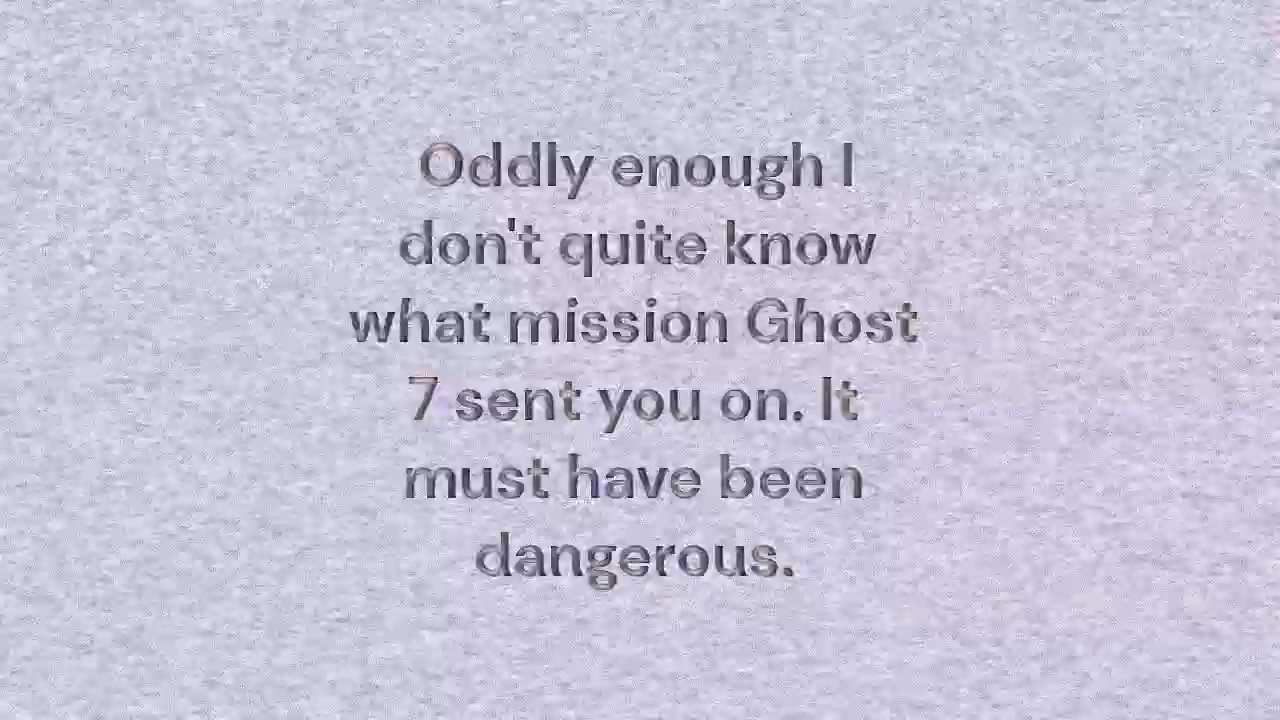 Oddly enough I
don't quite know
what mission Ghost
7 sent you on. It
must have been
dangerous.